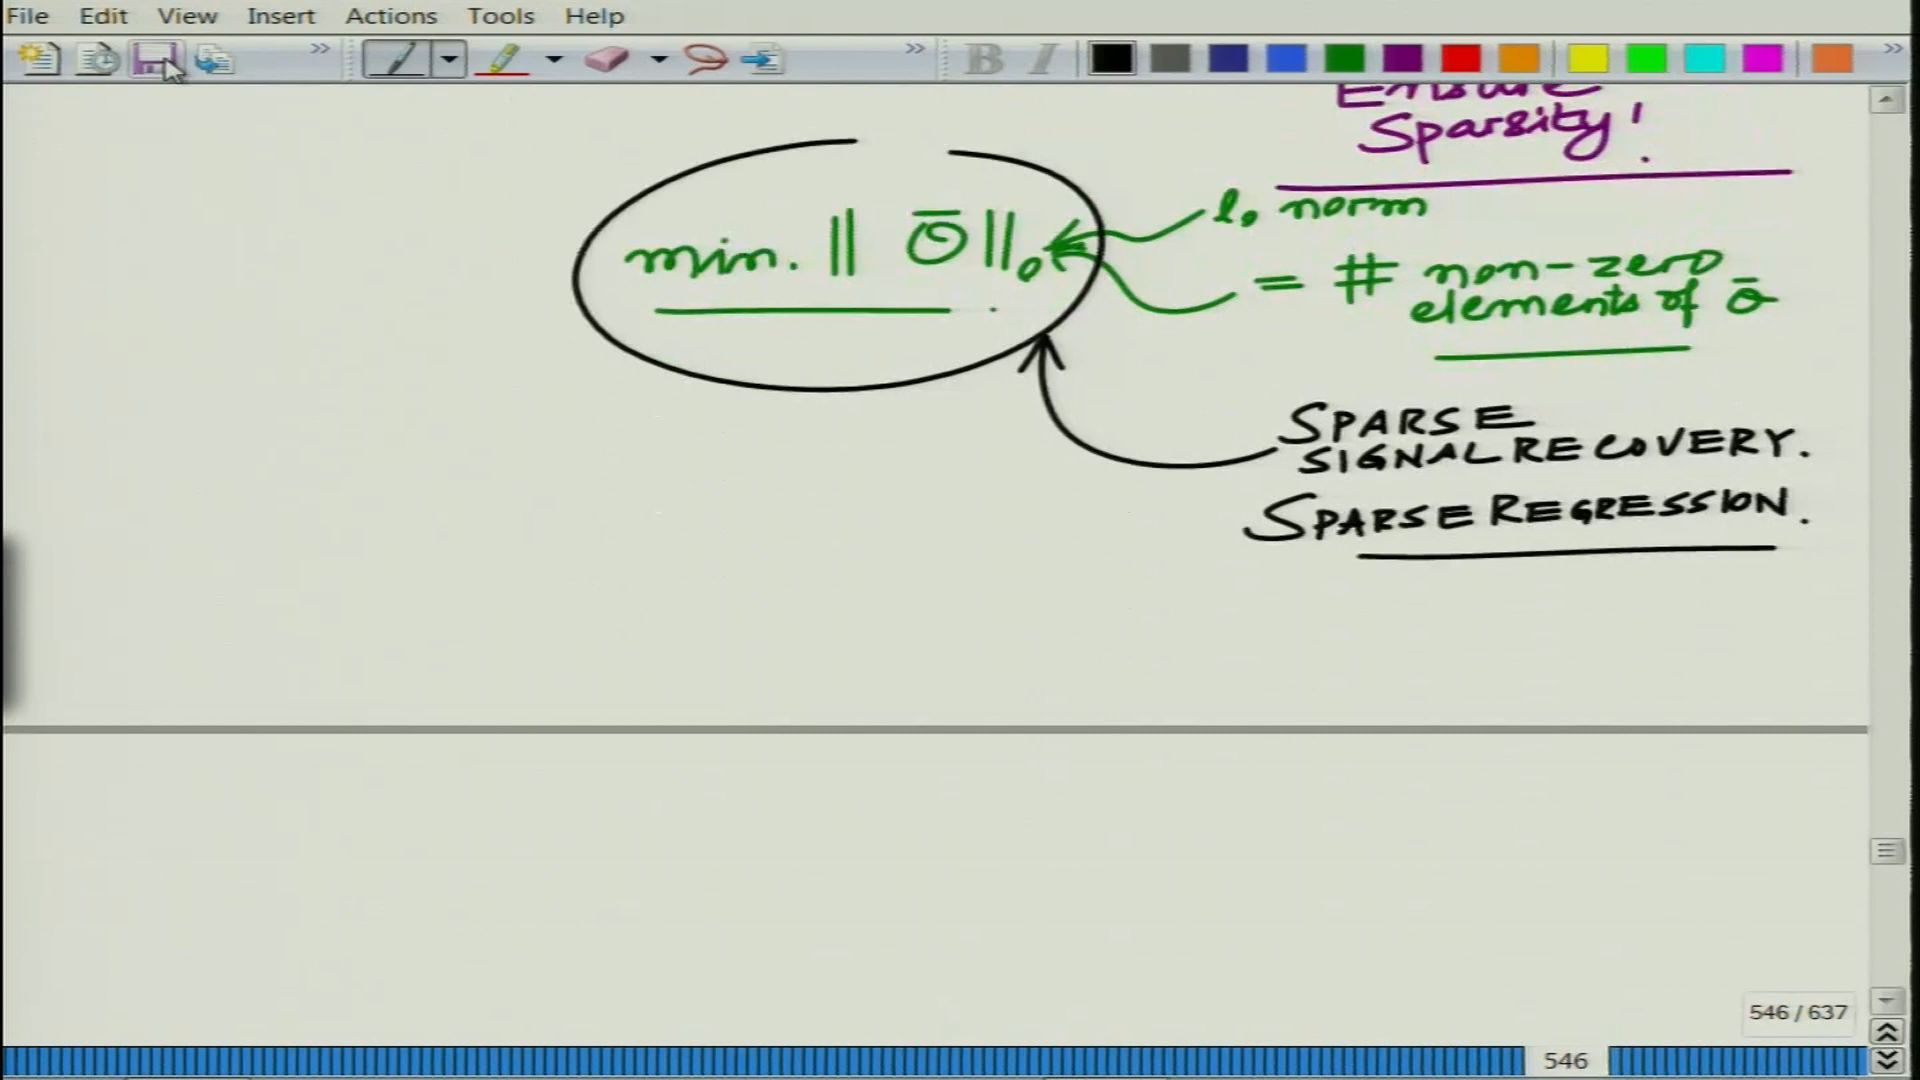 File Edit View Insert Actions Tools Help
B I
Ensure
Sparsity!
l₀ norm
min. || θ̄ ||₀
= # non-zero
elements of θ̄
SPARSE
SIGNAL RECOVERY.
SPARSE REGRESSION.
546 / 637
546